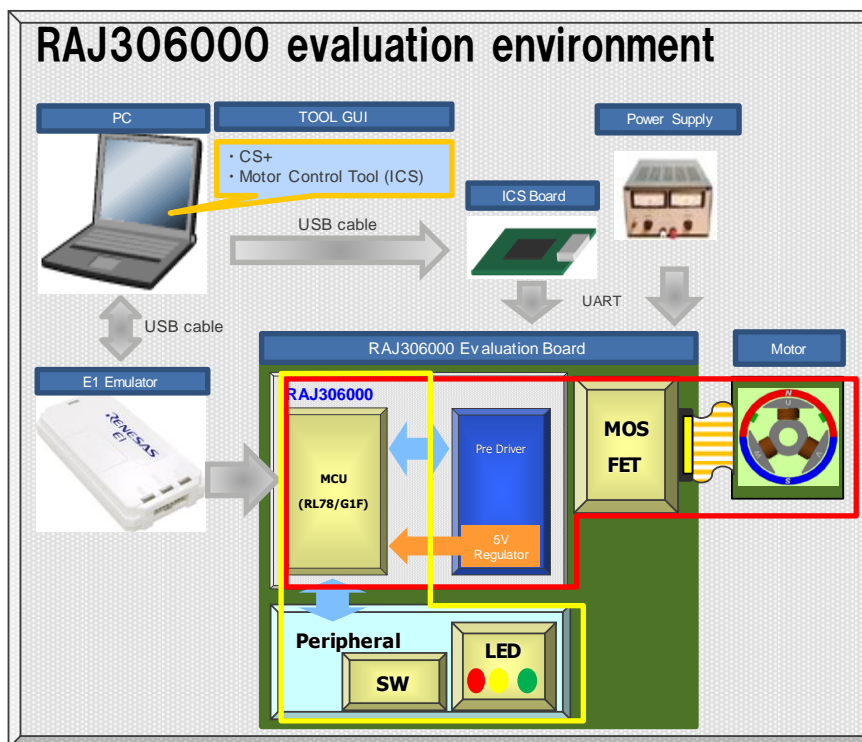 RAJ306000 evaluation environment
PC
TOOL GUI
Power Supply
・CS+
・Motor Control Tool (ICS)
ICS Board
USB cable
UART
USB cable
RAJ306000 Evaluation Board
Motor
E1 Emulator
RAJ306000
RENESAS
E1
MCU
(RL78/G1F)
Pre Driver
MOS
FET
N
U
V
W
S
5V
Regulator
Peripheral
SW
LED